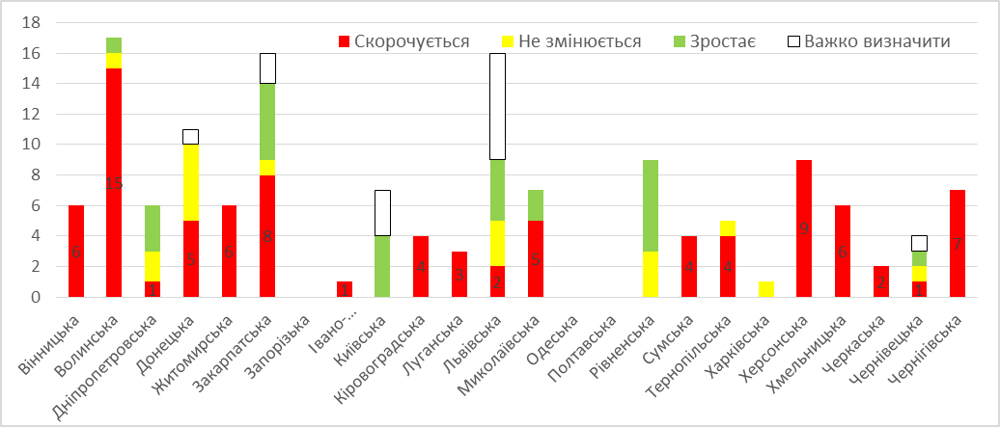 18
16
14
12
10
8
6
4
2
0
Скорочується Не змінюється Зростає Важко визначити
6 15 1 5 6 8 1 4 3 2 5 4 4 9 6 2 1 7
Вінницька
Волинська
Дніпропетровська
Донецька
Житомирська
Закарпатська
Запорізька
Івано-...
Київська
Кіровоградська
Луганська
Львівська
Миколаївська
Одеська
Полтавська
Рівненська
Сумська
Тернопільська
Харківська
Херсонська
Хмельницька
Черкаська
Чернівецька
Чернігівська